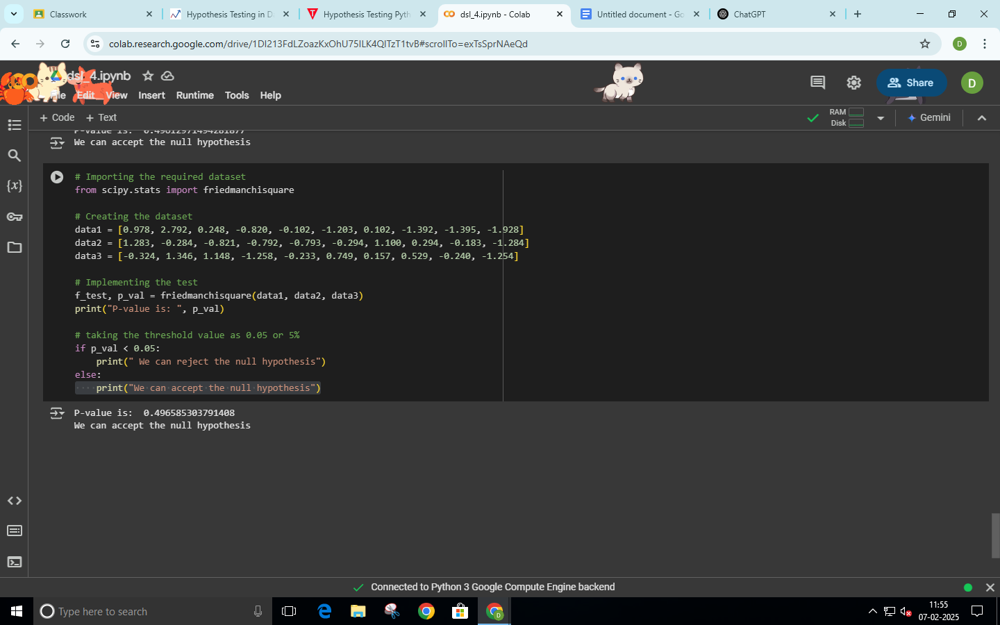 Classwork
Hypothesis Testing in D
Hypothesis Testing Pyth
dsl_4.ipynb - Colab
Untitled document - Go
ChatGPT
colab.research.google.com/drive/1DI213FdLZoazKxOhU75ILK4QITzT1tvB#scrollTo=exTsSprNAeQd
D
dsl_4.ipynb
Edit View Insert Runtime Tools Help
Share
D
+ Code + Text
RAM
Disk
Gemini
P-value is:  0.49612971494281877
We can accept the null hypothesis
# Importing the required dataset
from scipy.stats import friedmanchisquare
# Creating the dataset
data1 = [0.978, 2.792, 0.248, -0.820, -0.102, -1.203, 0.102, -1.392, -1.395, -1.928]
data2 = [1.283, -0.284, -0.821, -0.792, -0.793, -0.294, 1.100, 0.294, -0.183, -1.284]
data3 = [-0.324, 1.346, 1.148, -1.258, -0.233, 0.749, 0.157, 0.529, -0.240, -1.254]
# Implementing the test
f_test, p_val = friedmanchisquare(data1, data2, data3)
print("P-value is: ", p_val)
# taking the threshold value as 0.05 or 5%
if p_val < 0.05:
    print(" We can reject the null hypothesis")
else:
    print("We can accept the null hypothesis")
P-value is:  0.496585303791408
We can accept the null hypothesis
{x}
Connected to Python 3 Google Compute Engine backend
Type here to search
D
11:55
07-02-2025